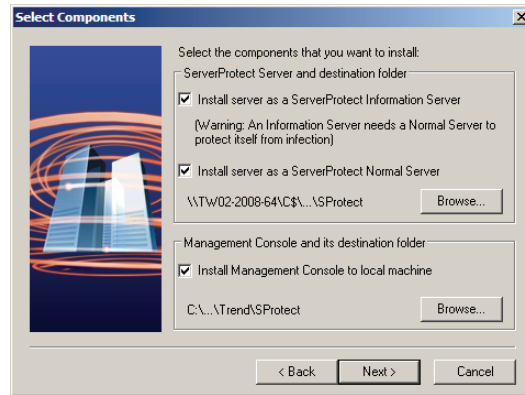 Select Components
Select the components that you want to install:
ServerProtect Server and destination folder
Install server as a ServerProtect Information Server
(Warning: An Information Server needs a Normal Server to
protect itself from infection)
Install server as a ServerProtect Normal Server
\\TW02-2008-64\C$\...\SProtect
Browse...
Management Console and its destination folder
Install Management Console to local machine
C:\...\Trend\SProtect
Browse...
< Back
Next >
Cancel